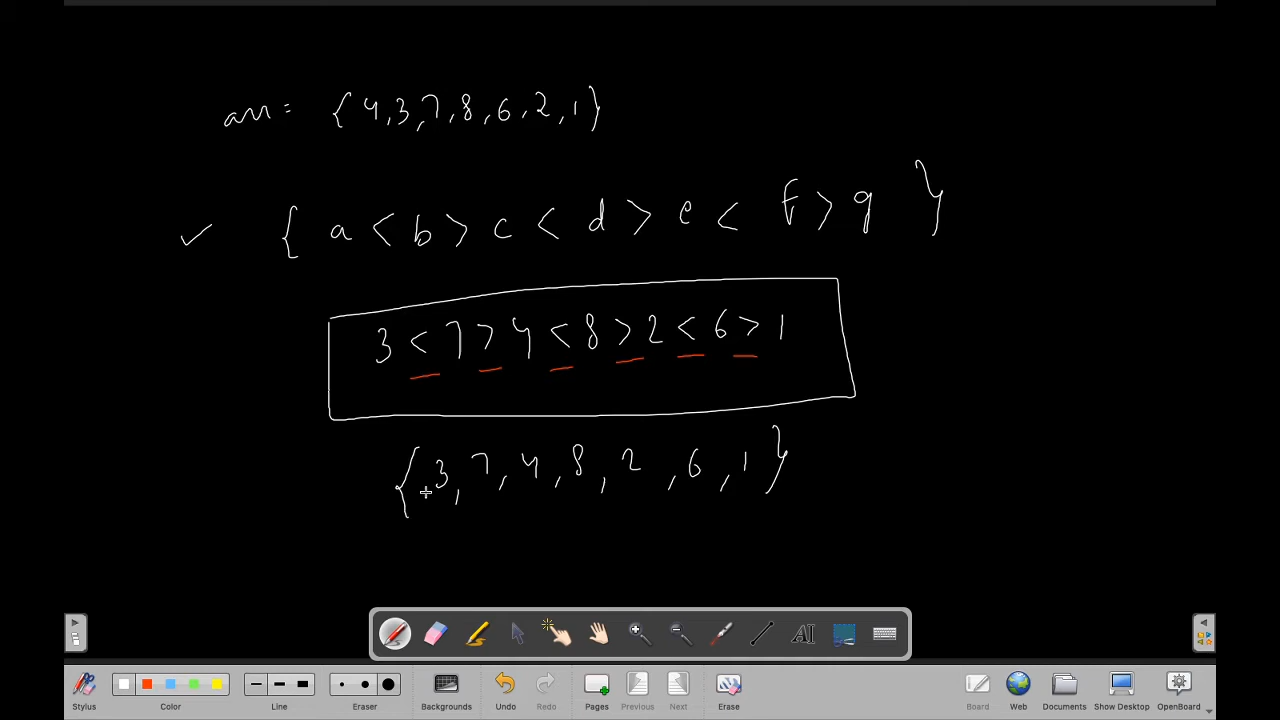 arr = { 4, 3, 7, 8, 6, 2, 1 }
{ a < b > c < d > e < f > g }
3 < 7 > 4 < 8 > 2 < 6 > 1
{ 3, 7, 4, 8, 2, 6, 1 }
Stylus Color Line Eraser Backgrounds Undo Redo Pages Previous Next Erase Board Web Documents Show Desktop OpenBoard